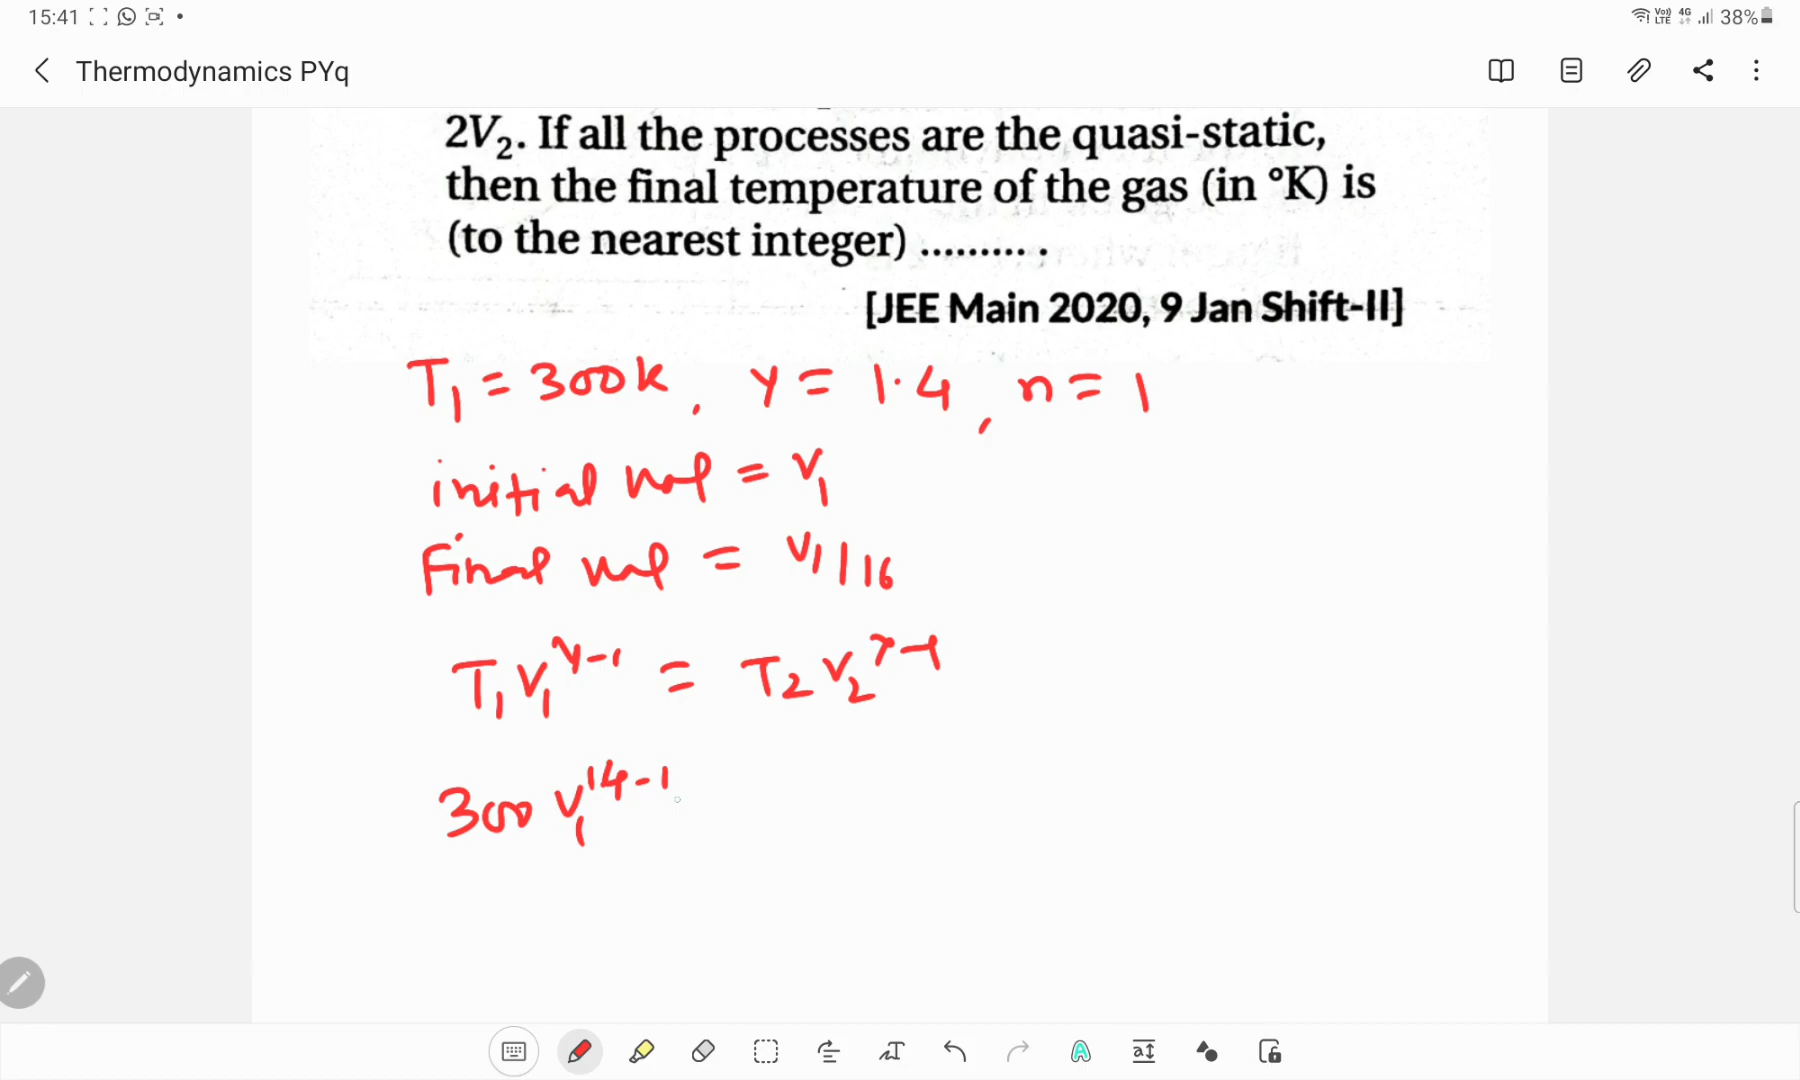 15:41
4G 38%
Thermodynamics PYq
2V₂. If all the processes are the quasi-static,
then the final temperature of the gas (in °K) is
(to the nearest integer) ..........
[JEE Main 2020, 9 Jan Shift-II]
T₁ = 300k, γ = 1.4, n = 1
initial vol = V₁
Final vol = V₁/16
T₁V₁^γ-1 = T₂V₂^γ-1
300 V₁^1.4-1